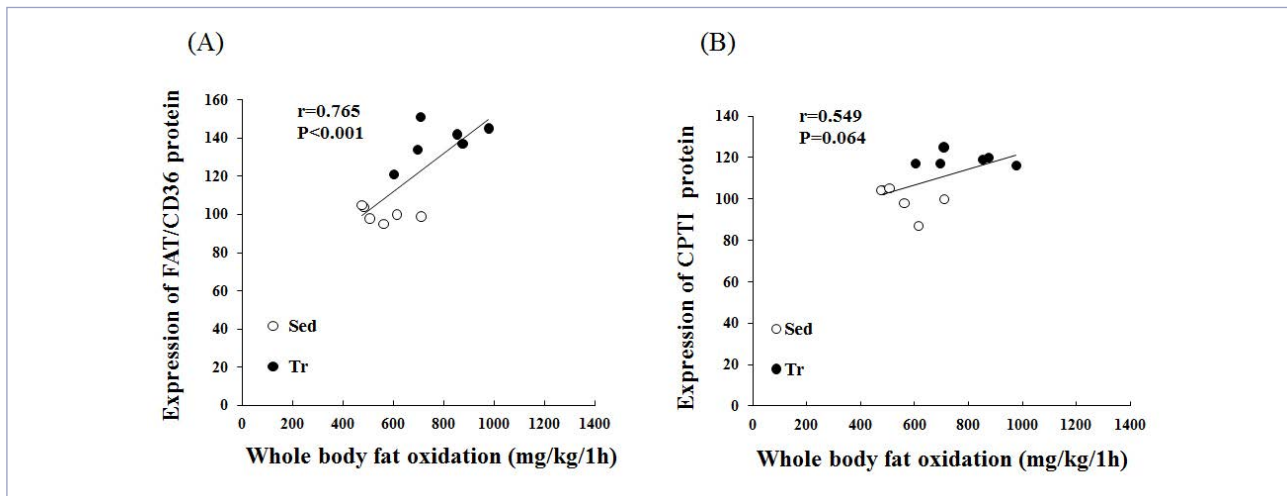 (A)
r=0.765
P<0.001
Expression of FAT/CD36 protein
160
140
120
100
80
60
40
20
0
Sed
Tr
0 200 400 600 800 1000 1200 1400
Whole body fat oxidation (mg/kg/1h)
(B)
r=0.549
P=0.064
Expression of CPTI protein
140
120
100
80
60
40
20
0
Sed
Tr
0 200 400 600 800 1000 1200 1400
Whole body fat oxidation (mg/kg/1h)